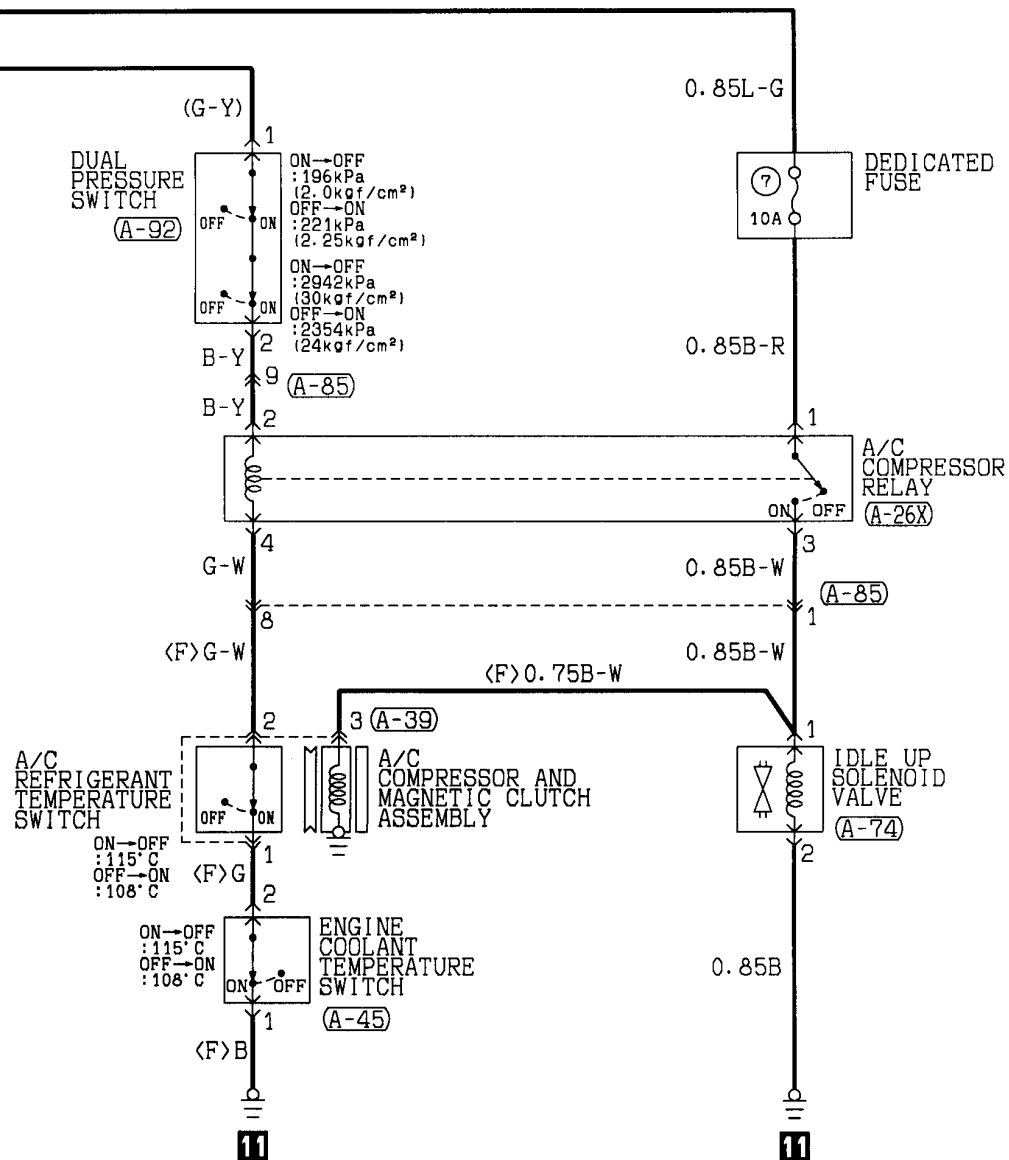 0.85L-G
(G-Y)
1
DUAL
PRESSURE
SWITCH
(A-92)
ON→OFF
:196kPa
(2.0kgf/cm²)
OFF→ON
:221kPa
(2.25kgf/cm²)
ON→OFF
:2942kPa
(30kgf/cm²)
OFF→ON
:2354kPa
(24kgf/cm²)
OFF ON
OFF ON
7
10A
DEDICATED
FUSE
2
B-Y
9 (A-85)
B-Y
2
0.85B-R
1
A/C
COMPRESSOR
RELAY
(A-26X)
ON OFF
4
G-W
3
0.85B-W
(A-85)
8
1
<F>G-W
0.85B-W
<F>0.75B-W
2
3 (A-39)
1
A/C
REFRIGERANT
TEMPERATURE
SWITCH
OFF ON
A/C
COMPRESSOR AND
MAGNETIC CLUTCH
ASSEMBLY
IDLE UP
SOLENOID
VALVE
(A-74)
ON→OFF
:115°C
OFF→ON
:108°C
1
<F>G
2
2
ON→OFF
:115°C
OFF→ON
:108°C
ON OFF
ENGINE
COOLANT
TEMPERATURE
SWITCH
(A-45)
0.85B
1
<F>B
11
11